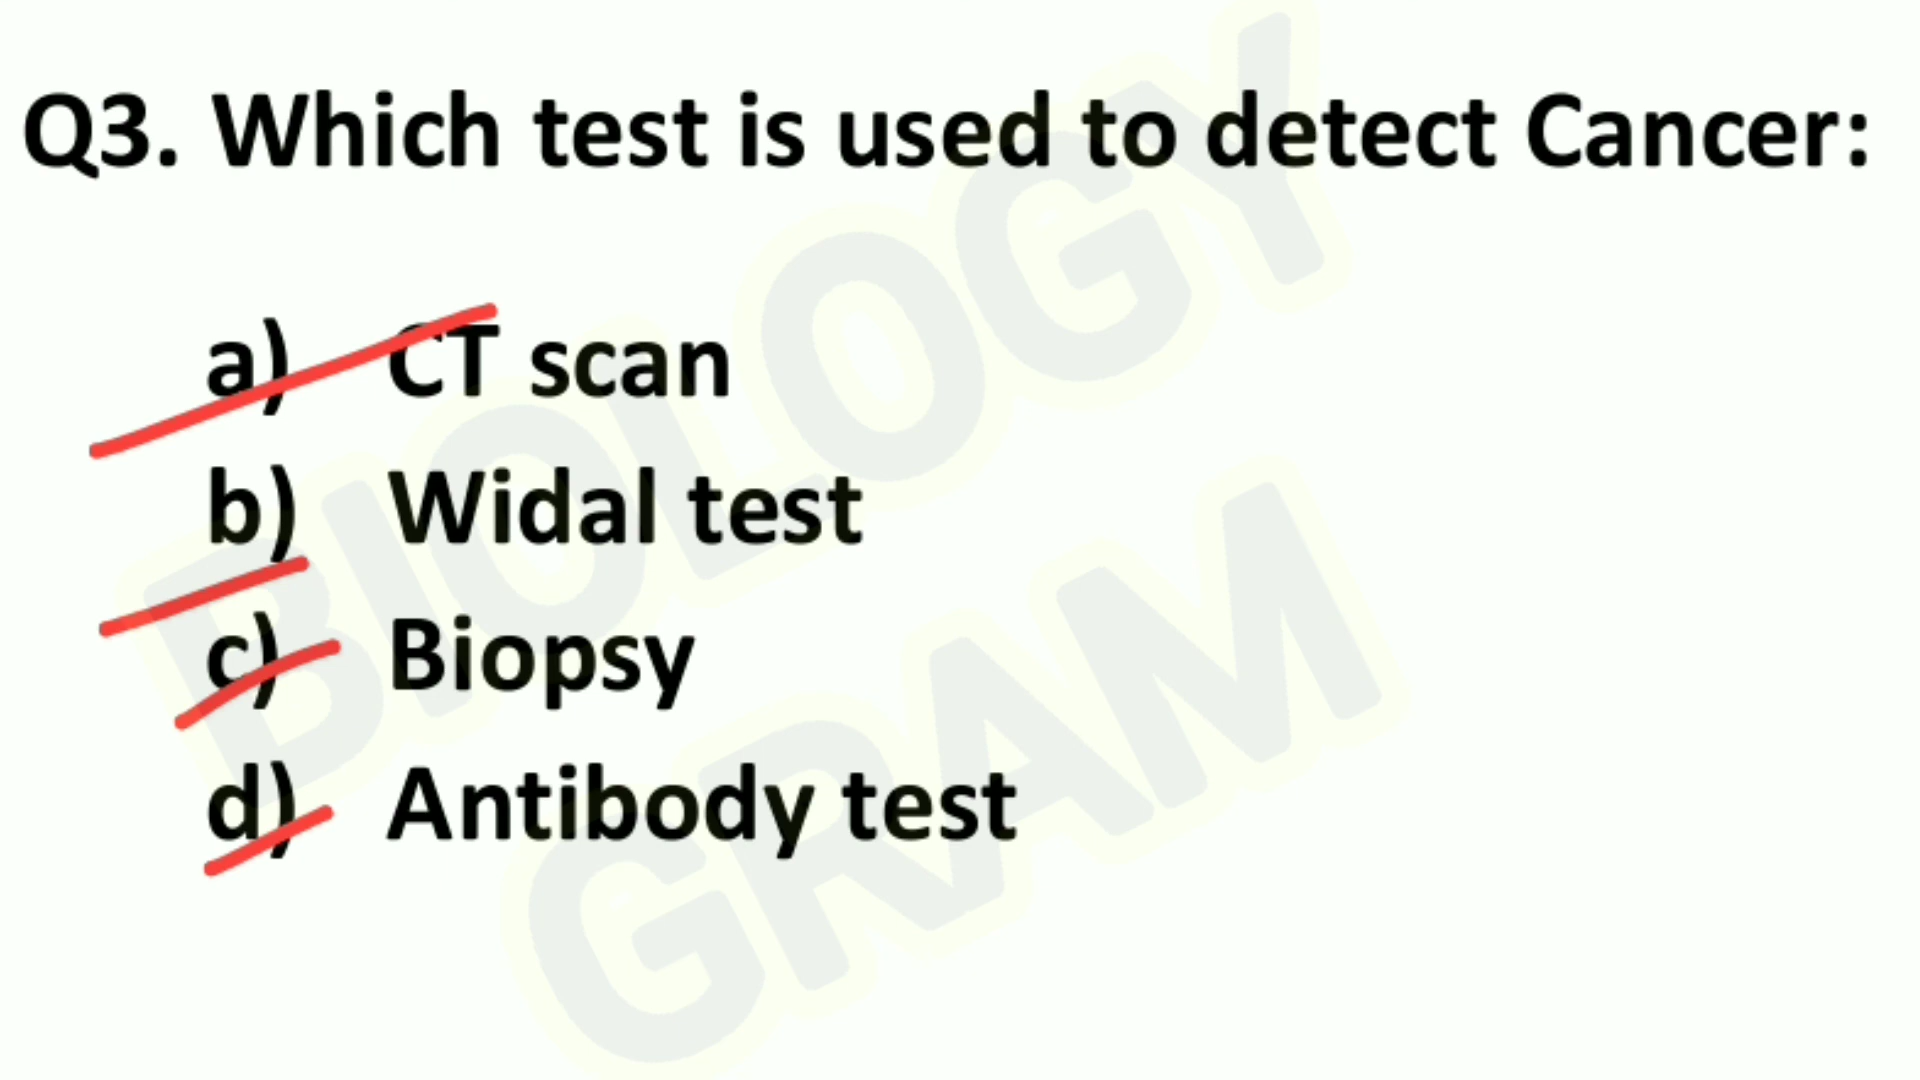 Q3. Which test is used to detect Cancer:
a) CT scan
b) Widal test
c) Biopsy
d) Antibody test
BIOLOGY
GRAM